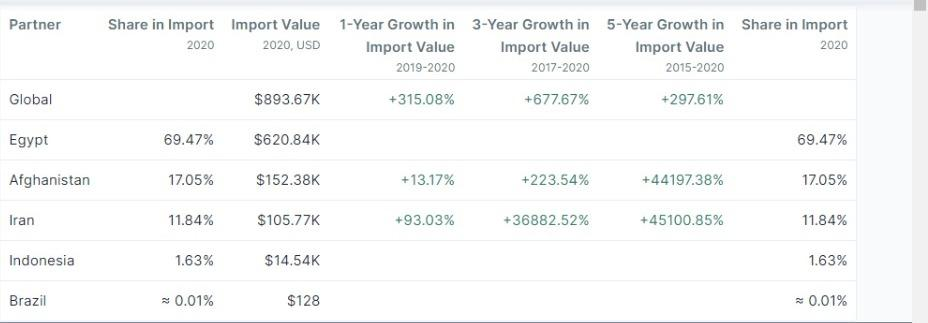 Partner Share in Import Import Value 1-Year Growth in 3-Year Growth in 5-Year Growth in Share in Import
2020 2020, USD Import Value Import Value Import Value 2020
2019-2020 2017-2020 2015-2020
Global $893.67K +315.08% +677.67% +297.61%
Egypt 69.47% $620.84K 69.47%
Afghanistan 17.05% $152.38K +13.17% +223.54% +44197.38% 17.05%
Iran 11.84% $105.77K +93.03% +36882.52% +45100.85% 11.84%
Indonesia 1.63% $14.54K 1.63%
Brazil ≈ 0.01% $128 ≈ 0.01%